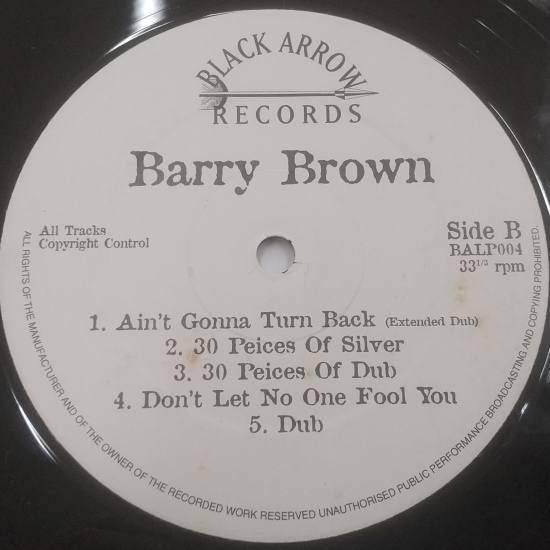 BLACK ARROW
RECORDS
Barry Brown
All Tracks
Copyright Control
Side B
BALP004
33 1/3 rpm
1. Ain't Gonna Turn Back (Extended Dub)
2. 30 Peices Of Silver
3. 30 Peices Of Dub
4. Don't Let No One Fool You
5. Dub
ALL RIGHTS OF THE MANUFACTURER AND OF THE OWNER OF THE RECORDED WORK RESERVED UNAUTHORISED PUBLIC PERFORMANCE BROADCASTING AND COPYING PROHIBITED.